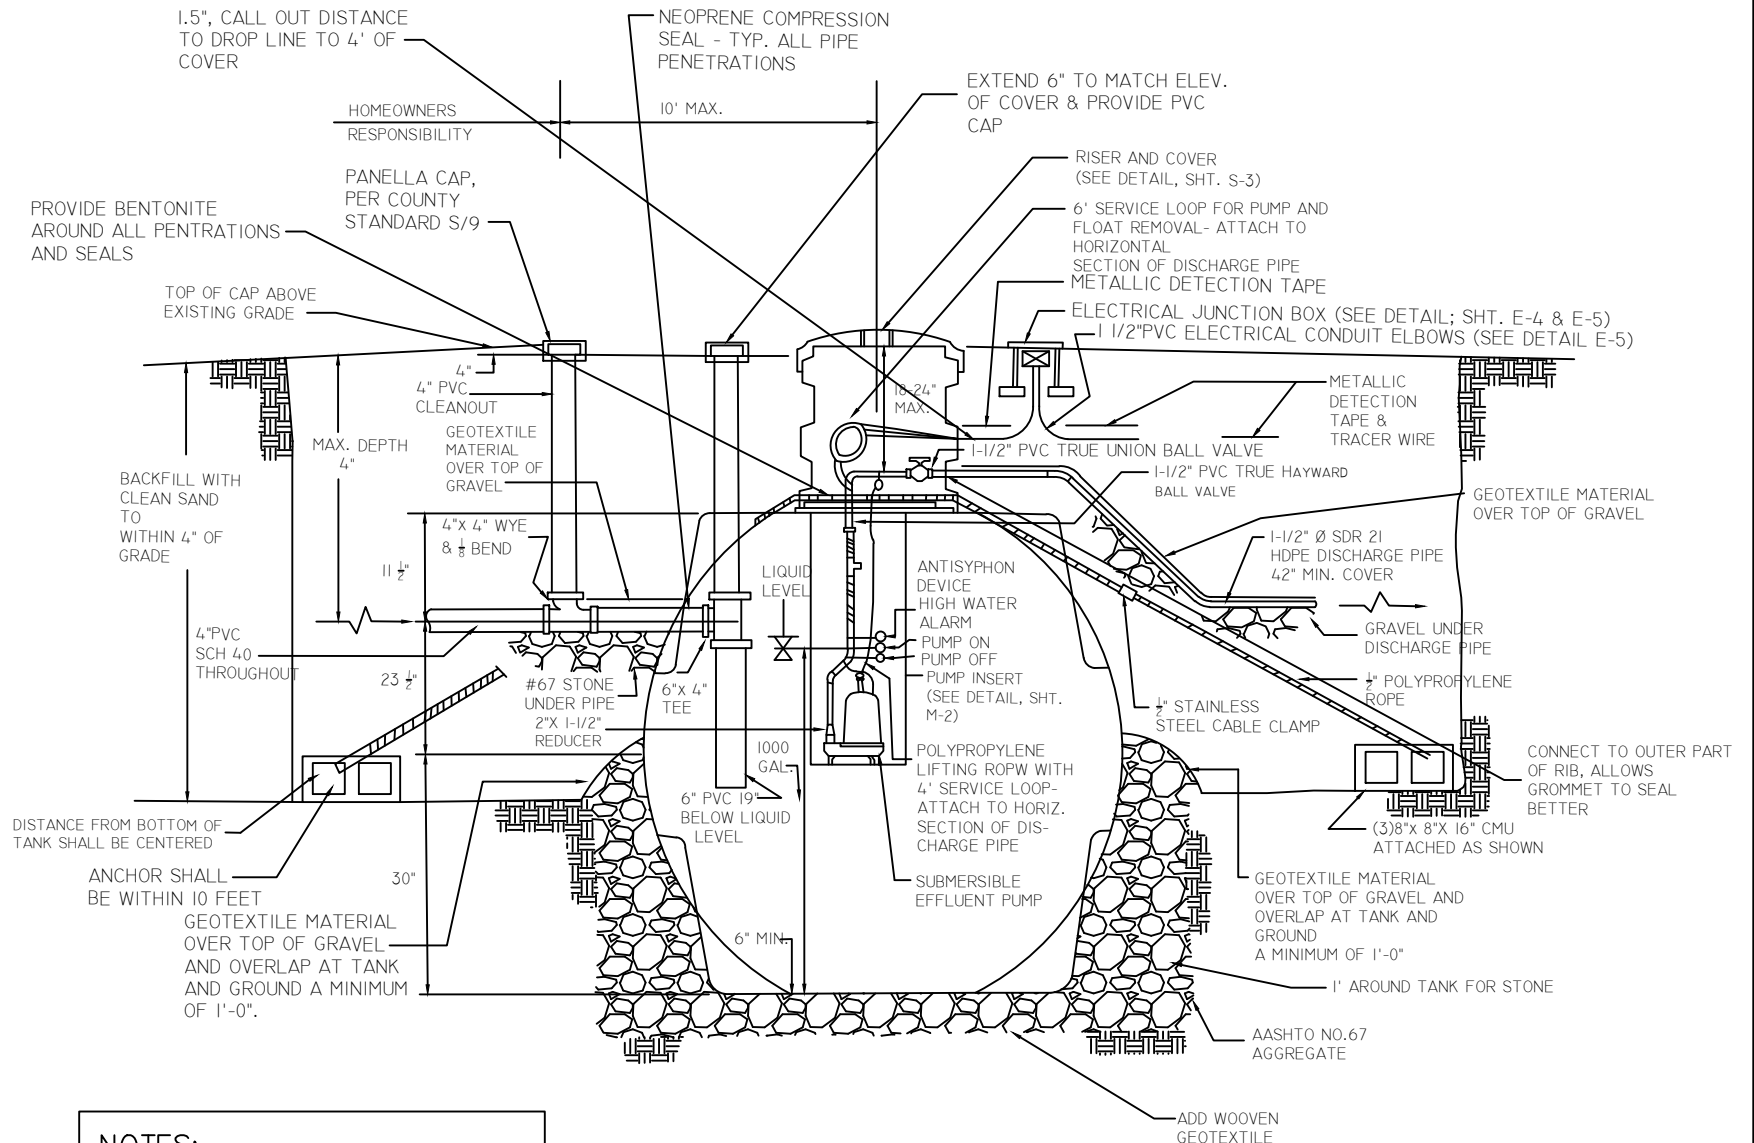 1.5", CALL OUT DISTANCE
TO DROP LINE TO 4' OF
COVER
NEOPRENE COMPRESSION
SEAL - TYP. ALL PIPE
PENETRATIONS
EXTEND 6" TO MATCH ELEV.
OF COVER & PROVIDE PVC
CAP
HOMEOWNERS
RESPONSIBILITY
10' MAX.
RISER AND COVER
(SEE DETAIL, SHT. S-3)
PANELLA CAP,
PER COUNTY
STANDARD S/9
PROVIDE BENTONITE
AROUND ALL PENTRATIONS
AND SEALS
6' SERVICE LOOP FOR PUMP AND
FLOAT REMOVAL- ATTACH TO
HORIZONTAL
SECTION OF DISCHARGE PIPE
METALLIC DETECTION TAPE
TOP OF CAP ABOVE
EXISTING GRADE
ELECTRICAL JUNCTION BOX (SEE DETAIL; SHT. E-4 & E-5)
1 1/2"PVC ELECTRICAL CONDUIT ELBOWS (SEE DETAIL E-5)
4"
4" PVC
CLEANOUT
18-24"
MAX.
METALLIC
DETECTION
TAPE &
TRACER WIRE
GEOTEXTILE
MATERIAL
OVER TOP OF
GRAVEL
MAX. DEPTH
4"
1-1/2" PVC TRUE UNION BALL VALVE
1-1/2" PVC TRUE HAYWARD
BALL VALVE
BACKFILL WITH
CLEAN SAND
TO
WITHIN 4" OF
GRADE
GEOTEXTILE MATERIAL
OVER TOP OF GRAVEL
4"X 4" WYE
& 1/8 BEND
1-1/2" Ø SDR 21
HDPE DISCHARGE PIPE
42" MIN. COVER
11 1/2"
LIQUID
LEVEL
ANTISYPHON
DEVICE
HIGH WATER
ALARM
PUMP ON
PUMP OFF
PUMP INSERT
(SEE DETAIL, SHT.
M-2)
4"PVC
SCH 40
THROUGHOUT
GRAVEL UNDER
DISCHARGE PIPE
23 1/2"
#67 STONE
UNDER PIPE
6"X 4"
TEE
1/2" POLYPROPYLENE
ROPE
1/2" STAINLESS
STEEL CABLE CLAMP
2"X 1-1/2"
REDUCER
1000
GAL.
POLYPROPYLENE
LIFTING ROPW WITH
4' SERVICE LOOP-
ATTACH TO HORIZ.
SECTION OF DIS-
CHARGE PIPE
CONNECT TO OUTER PART
OF RIB, ALLOWS
GROMMET TO SEAL
BETTER
6" PVC 19"
BELOW LIQUID
LEVEL
DISTANCE FROM BOTTOM OF
TANK SHALL BE CENTERED
(3)8"X 8"X 16" CMU
ATTACHED AS SHOWN
ANCHOR SHALL
BE WITHIN 10 FEET
30"
SUBMERSIBLE
EFFLUENT PUMP
GEOTEXTILE MATERIAL
OVER TOP OF GRAVEL AND
OVERLAP AT TANK AND
GROUND
A MINIMUM OF 1'-0"
GEOTEXTILE MATERIAL
OVER TOP OF GRAVEL
AND OVERLAP AT TANK
AND GROUND A MINIMUM
OF 1'-0".
6" MIN.
1' AROUND TANK FOR STONE
AASHTO NO.67
AGGREGATE
ADD WOOVEN
GEOTEXTILE
NOTES: